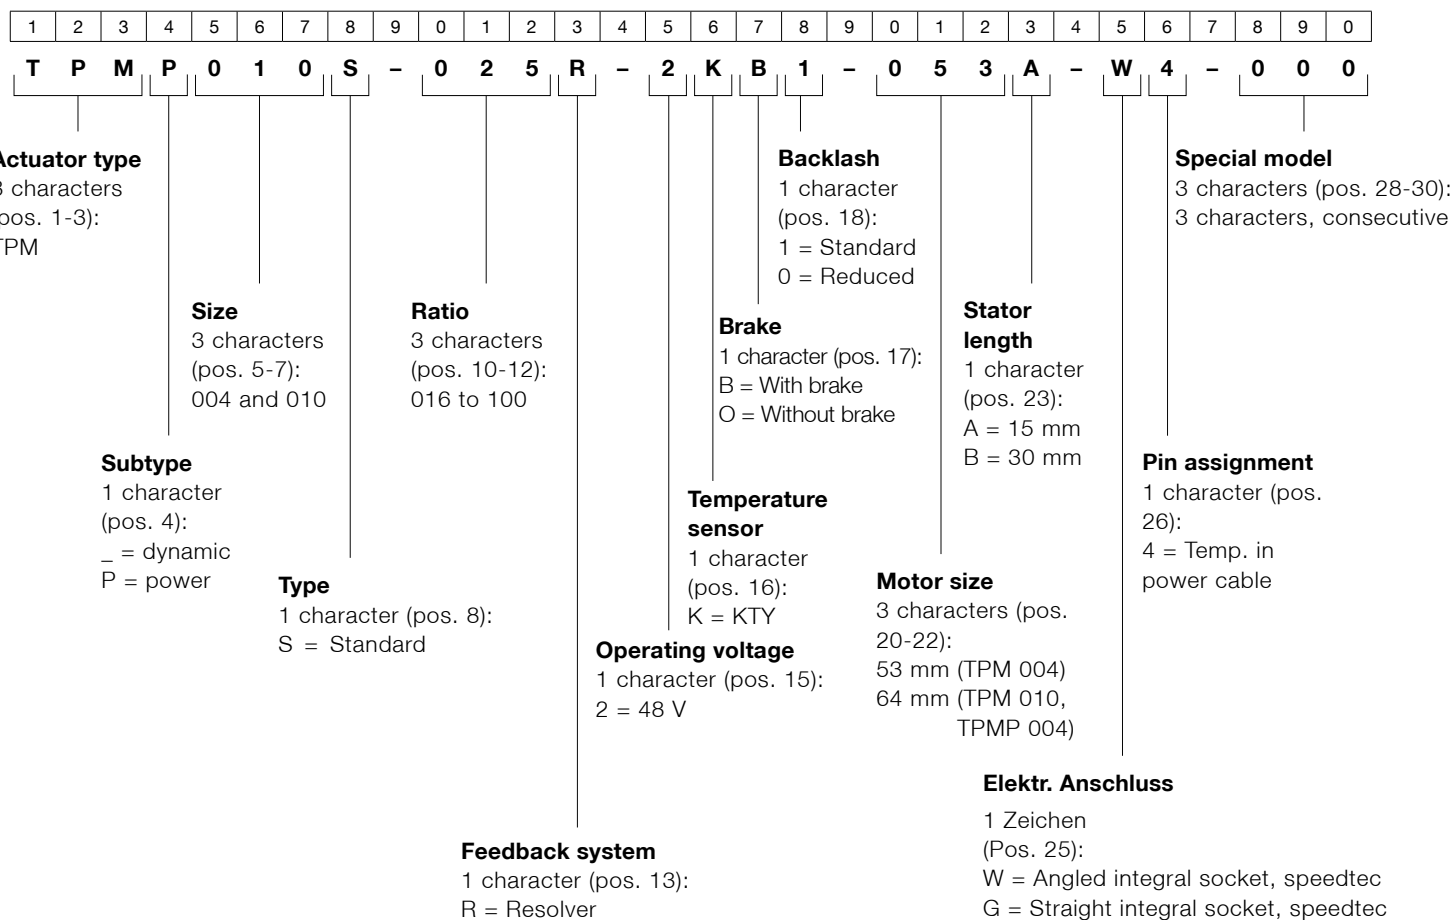 1 2 3 4 5 6 7 8 9 0 1 2 3 4 5 6 7 8 9 0 1 2 3 4 5 6 7 8 9 0
T P M P 0 1 0 S – 0 2 5 R – 2 K B 1 – 0 5 3 A – W 4 – 0 0 0
Actuator type
3 characters
(pos. 1-3):
TPM
Subtype
1 character
(pos. 4):
_ = dynamic
P = power
Size
3 characters
(pos. 5-7):
004 and 010
Type
1 character (pos. 8):
S = Standard
Ratio
3 characters
(pos. 10-12):
016 to 100
Feedback system
1 character (pos. 13):
R = Resolver
Operating voltage
1 character (pos. 15):
2 = 48 V
Temperature
sensor
1 character
(pos. 16):
K = KTY
Brake
1 character (pos. 17):
B = With brake
O = Without brake
Backlash
1 character
(pos. 18):
1 = Standard
0 = Reduced
Motor size
3 characters (pos.
20-22):
53 mm (TPM 004)
64 mm (TPM 010,
TPMP 004)
Stator
length
1 character
(pos. 23):
A = 15 mm
B = 30 mm
Elektr. Anschluss
1 Zeichen
(Pos. 25):
W = Angled integral socket, speedtec
G = Straight integral socket, speedtec
Pin assignment
1 character (pos.
26):
4 = Temp. in
power cable
Special model
3 characters (pos. 28-30):
3 characters, consecutive